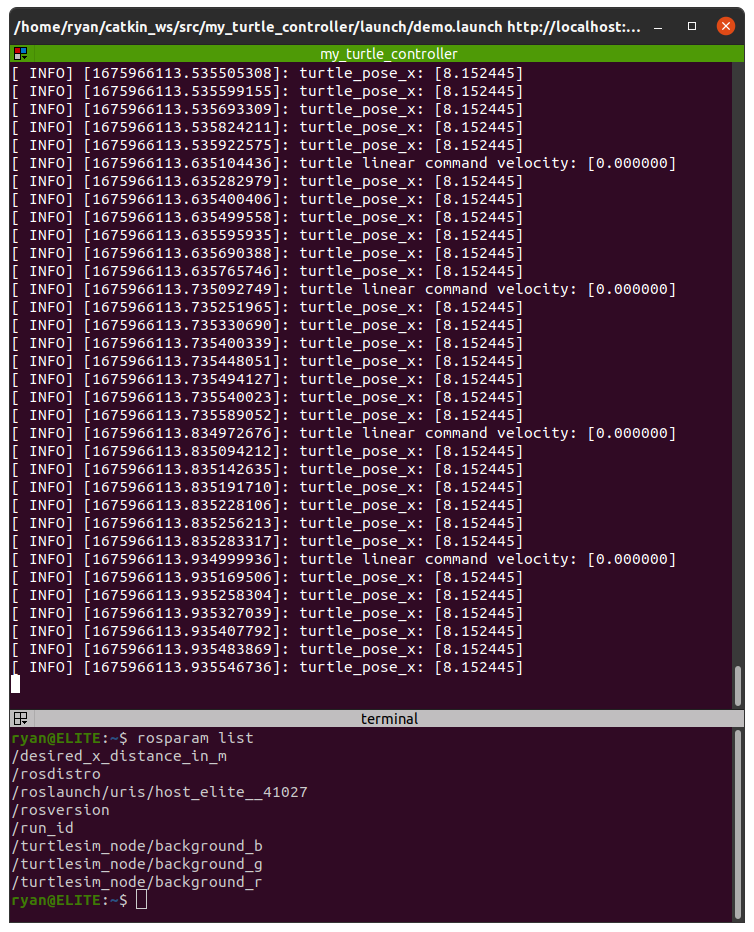 /home/ryan/catkin_ws/src/my_turtle_controller/launch/demo.launch http://localhost:...
my_turtle_controller
[ INFO] [1675966113.535505308]: turtle_pose_x: [8.152445]
[ INFO] [1675966113.535599155]: turtle_pose_x: [8.152445]
[ INFO] [1675966113.535693309]: turtle_pose_x: [8.152445]
[ INFO] [1675966113.535824211]: turtle_pose_x: [8.152445]
[ INFO] [1675966113.535922575]: turtle_pose_x: [8.152445]
[ INFO] [1675966113.635104436]: turtle linear command velocity: [0.000000]
[ INFO] [1675966113.635282979]: turtle_pose_x: [8.152445]
[ INFO] [1675966113.635400406]: turtle_pose_x: [8.152445]
[ INFO] [1675966113.635499558]: turtle_pose_x: [8.152445]
[ INFO] [1675966113.635595935]: turtle_pose_x: [8.152445]
[ INFO] [1675966113.635690388]: turtle_pose_x: [8.152445]
[ INFO] [1675966113.635765746]: turtle_pose_x: [8.152445]
[ INFO] [1675966113.735092749]: turtle linear command velocity: [0.000000]
[ INFO] [1675966113.735251965]: turtle_pose_x: [8.152445]
[ INFO] [1675966113.735330690]: turtle_pose_x: [8.152445]
[ INFO] [1675966113.735400339]: turtle_pose_x: [8.152445]
[ INFO] [1675966113.735448051]: turtle_pose_x: [8.152445]
[ INFO] [1675966113.735494127]: turtle_pose_x: [8.152445]
[ INFO] [1675966113.735540023]: turtle_pose_x: [8.152445]
[ INFO] [1675966113.735589052]: turtle_pose_x: [8.152445]
[ INFO] [1675966113.834972676]: turtle linear command velocity: [0.000000]
[ INFO] [1675966113.835094212]: turtle_pose_x: [8.152445]
[ INFO] [1675966113.835142635]: turtle_pose_x: [8.152445]
[ INFO] [1675966113.835191710]: turtle_pose_x: [8.152445]
[ INFO] [1675966113.835228106]: turtle_pose_x: [8.152445]
[ INFO] [1675966113.835256213]: turtle_pose_x: [8.152445]
[ INFO] [1675966113.835283317]: turtle_pose_x: [8.152445]
[ INFO] [1675966113.934999936]: turtle linear command velocity: [0.000000]
[ INFO] [1675966113.935169506]: turtle_pose_x: [8.152445]
[ INFO] [1675966113.935258304]: turtle_pose_x: [8.152445]
[ INFO] [1675966113.935327039]: turtle_pose_x: [8.152445]
[ INFO] [1675966113.935407792]: turtle_pose_x: [8.152445]
[ INFO] [1675966113.935483869]: turtle_pose_x: [8.152445]
[ INFO] [1675966113.935546736]: turtle_pose_x: [8.152445]
terminal
ryan@ELITE:~$ rosparam list
/desired_x_distance_in_m
/rosdistro
/roslaunch/uris/host_elite__41027
/rosversion
/run_id
/turtlesim_node/background_b
/turtlesim_node/background_g
/turtlesim_node/background_r
ryan@ELITE:~$